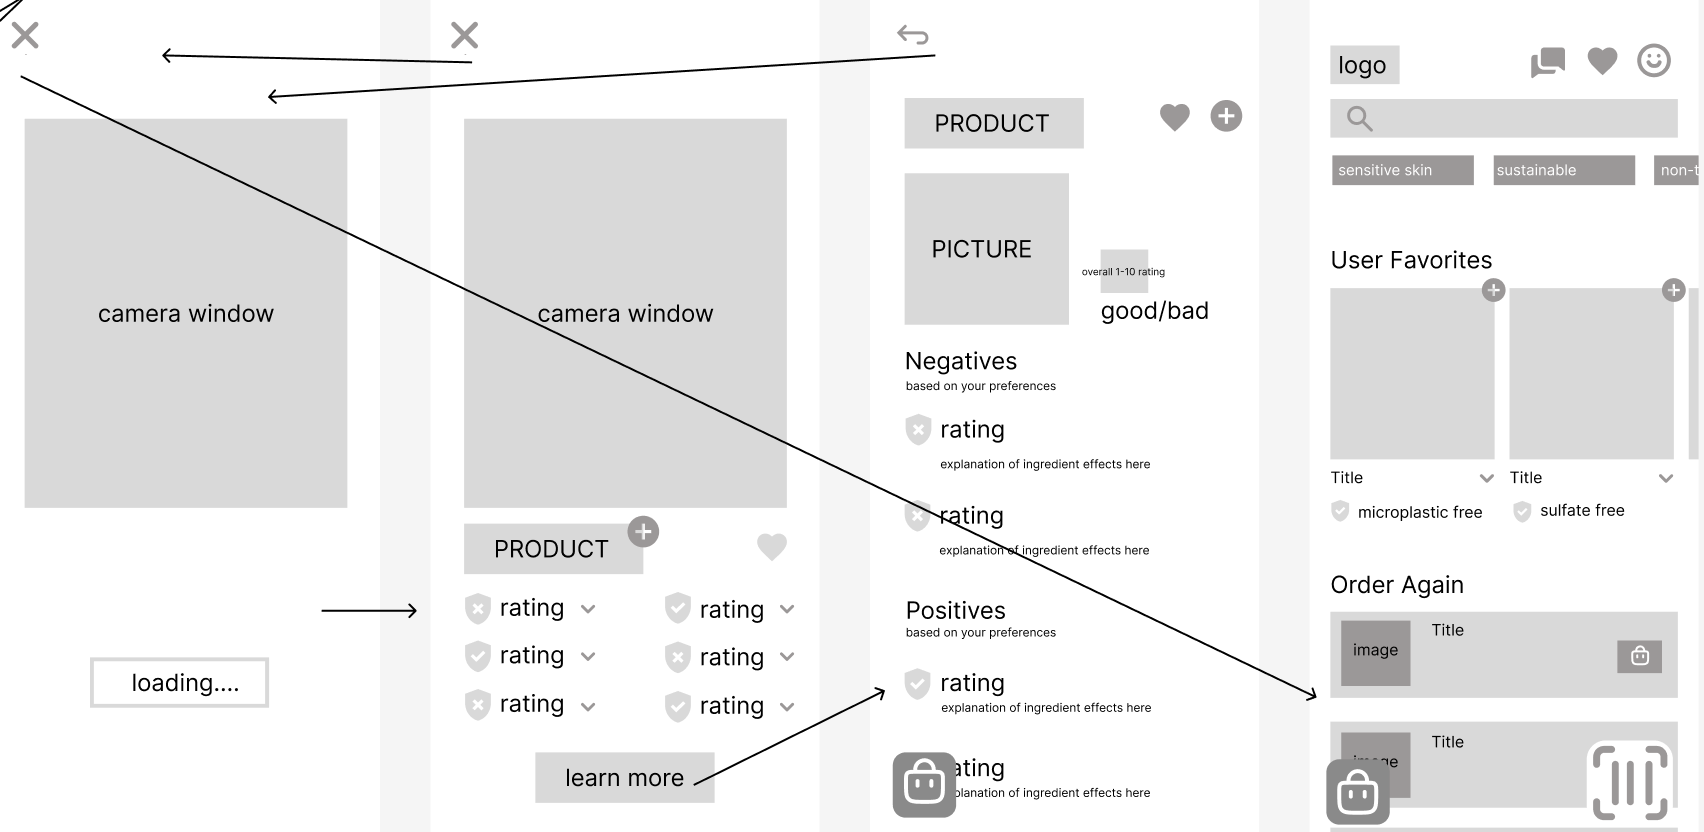 camera window
loading....
camera window
PRODUCT
rating
rating
rating
rating
rating
rating
learn more
PRODUCT
PICTURE
overall 1-10 rating
good/bad
Negatives
based on your preferences
rating
explanation of ingredient effects here
rating
explanation of ingredient effects here
Positives
based on your preferences
rating
explanation of ingredient effects here
ating
planation of ingredient effects here
logo
sensitive skin
sustainable
non-t
User Favorites
Title
Title
microplastic free
sulfate free
Order Again
image
Title
image
Title